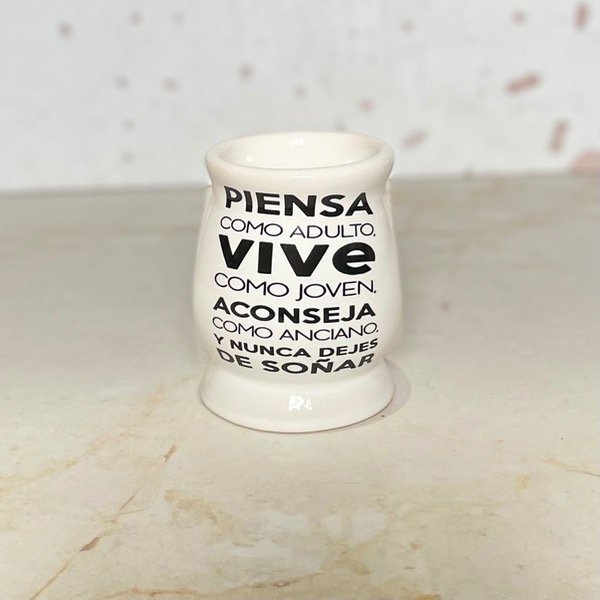 PIENSA
COMO ADULTO,
VIVe
COMO JOVEN,
ACONSEJA
COMO ANCIANO,
Y NUNCA DEJES
DE SOÑAR